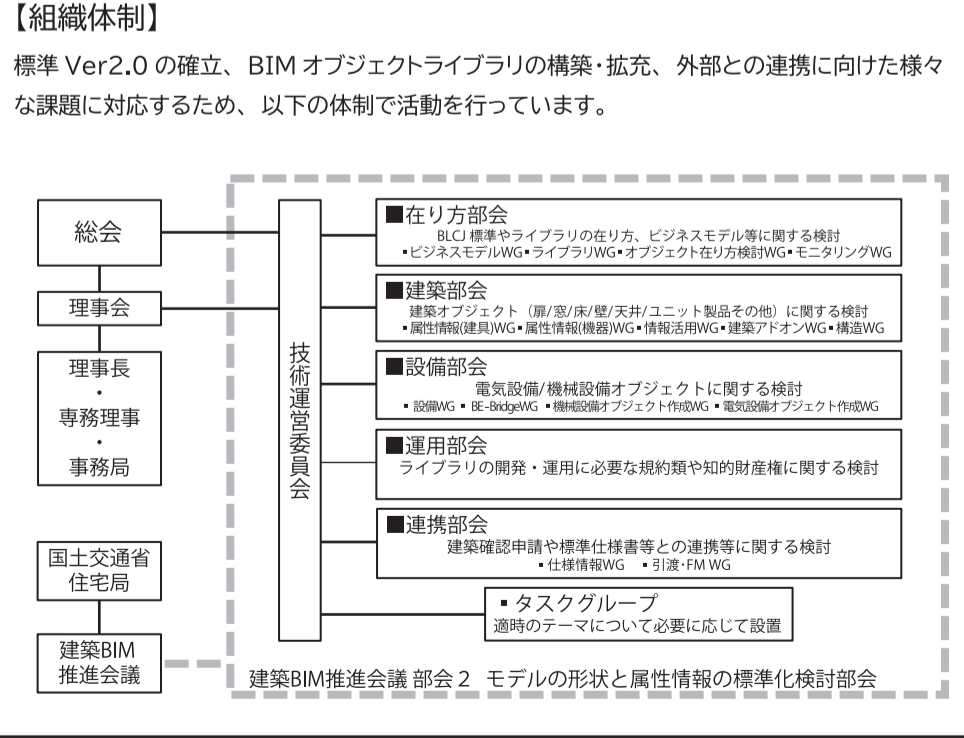 【組織体制】
標準 Ver2.0 の確立、BIM オブジェクトライブラリの構築・拡充、外部との連携に向けた様々
な課題に対応するため、以下の体制で活動を行っています。
総会
理事会
理事長
・
専務理事
・
事務局
国土交通省
住宅局
建築BIM
推進会議
技術運営委員会
■在り方部会
BLCJ 標準やライブラリの在り方、ビジネスモデル等に関する検討
▪ビジネスモデルWG▪ライブラリWG▪オブジェクト在り方検討WG▪モニタリングWG
■建築部会
建築オブジェクト（扉/窓/床/壁/天井/ユニット製品その他）に関する検討
▪属性情報(建具)WG▪属性情報(機器)WG▪情報活用WG▪建築アドオンWG▪構造WG
■設備部会
電気設備/機械設備オブジェクトに関する検討
▪ 設備WG ▪ BE-BridgeWG ▪機械設備オブジェクト作成WG ▪電気設備オブジェクト作成WG
■運用部会
ライブラリの開発・運用に必要な規約類や知的財産権に関する検討
■連携部会
建築確認申請や標準仕様書等との連携等に関する検討
▪仕様情報WG ▪引渡・FM WG
▪タスクグループ
適時のテーマについて必要に応じて設置
建築BIM推進会議 部会２ モデルの形状と属性情報の標準化検討部会